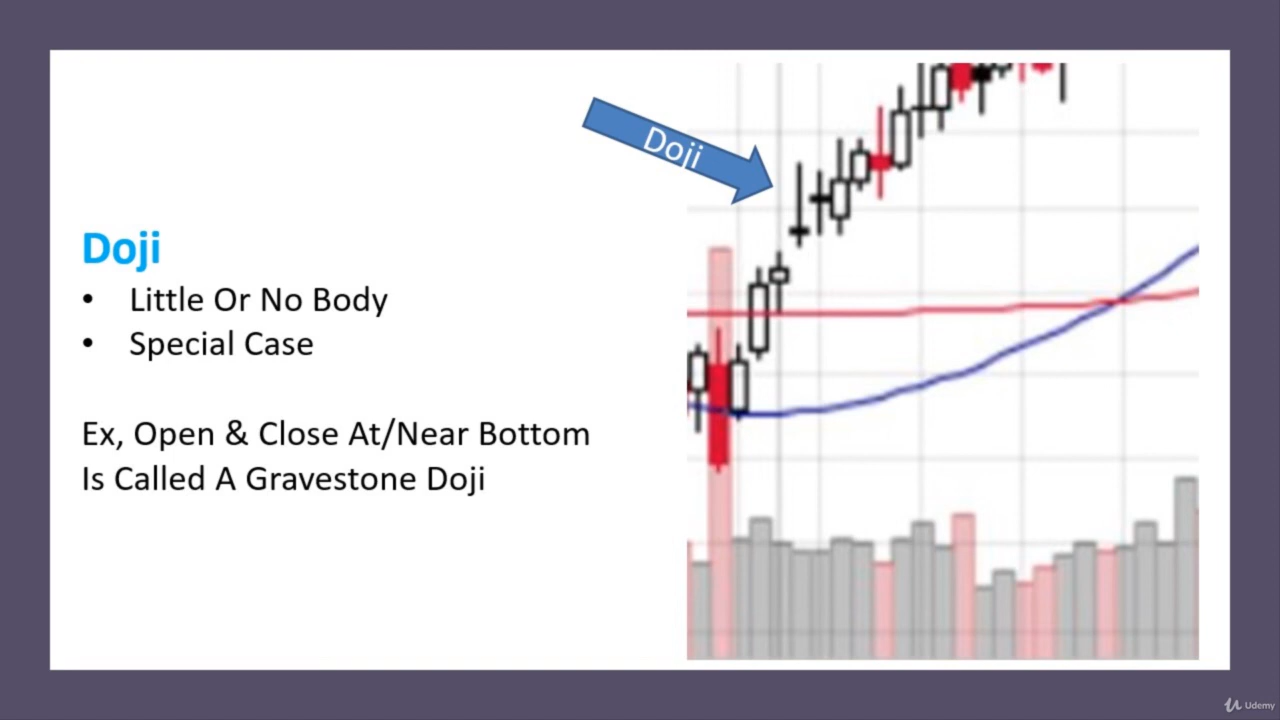 Doji
Doji
• Little Or No Body
• Special Case
Ex, Open & Close At/Near Bottom
Is Called A Gravestone Doji
Udemy